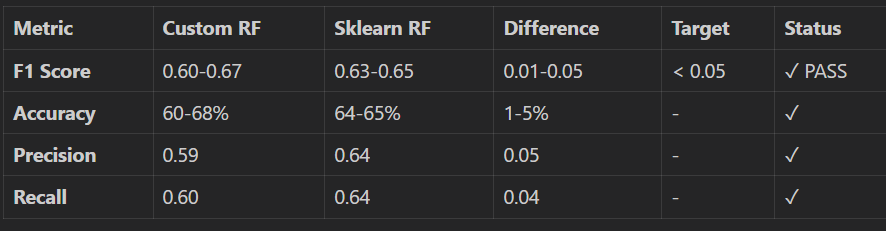 Metric Custom RF Sklearn RF Difference Target Status
F1 Score 0.60-0.67 0.63-0.65 0.01-0.05 < 0.05 ✓ PASS
Accuracy 60-68% 64-65% 1-5% - ✓
Precision 0.59 0.64 0.05 - ✓
Recall 0.60 0.64 0.04 - ✓